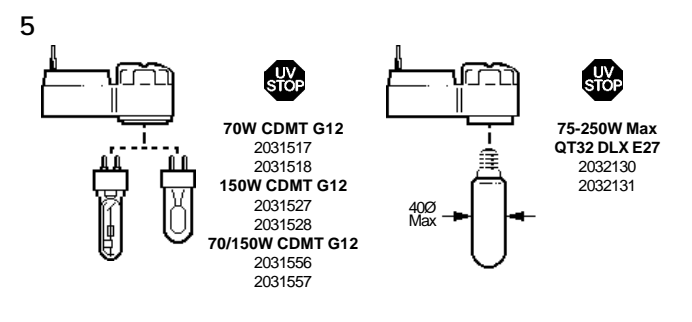 5
UV
STOP
70W CDMT G12
2031517
2031518
150W CDMT G12
2031527
2031528
70/150W CDMT G12
2031556
2031557
UV
STOP
75-250W Max
QT32 DLX E27
2032130
2032131
40Ø
Max